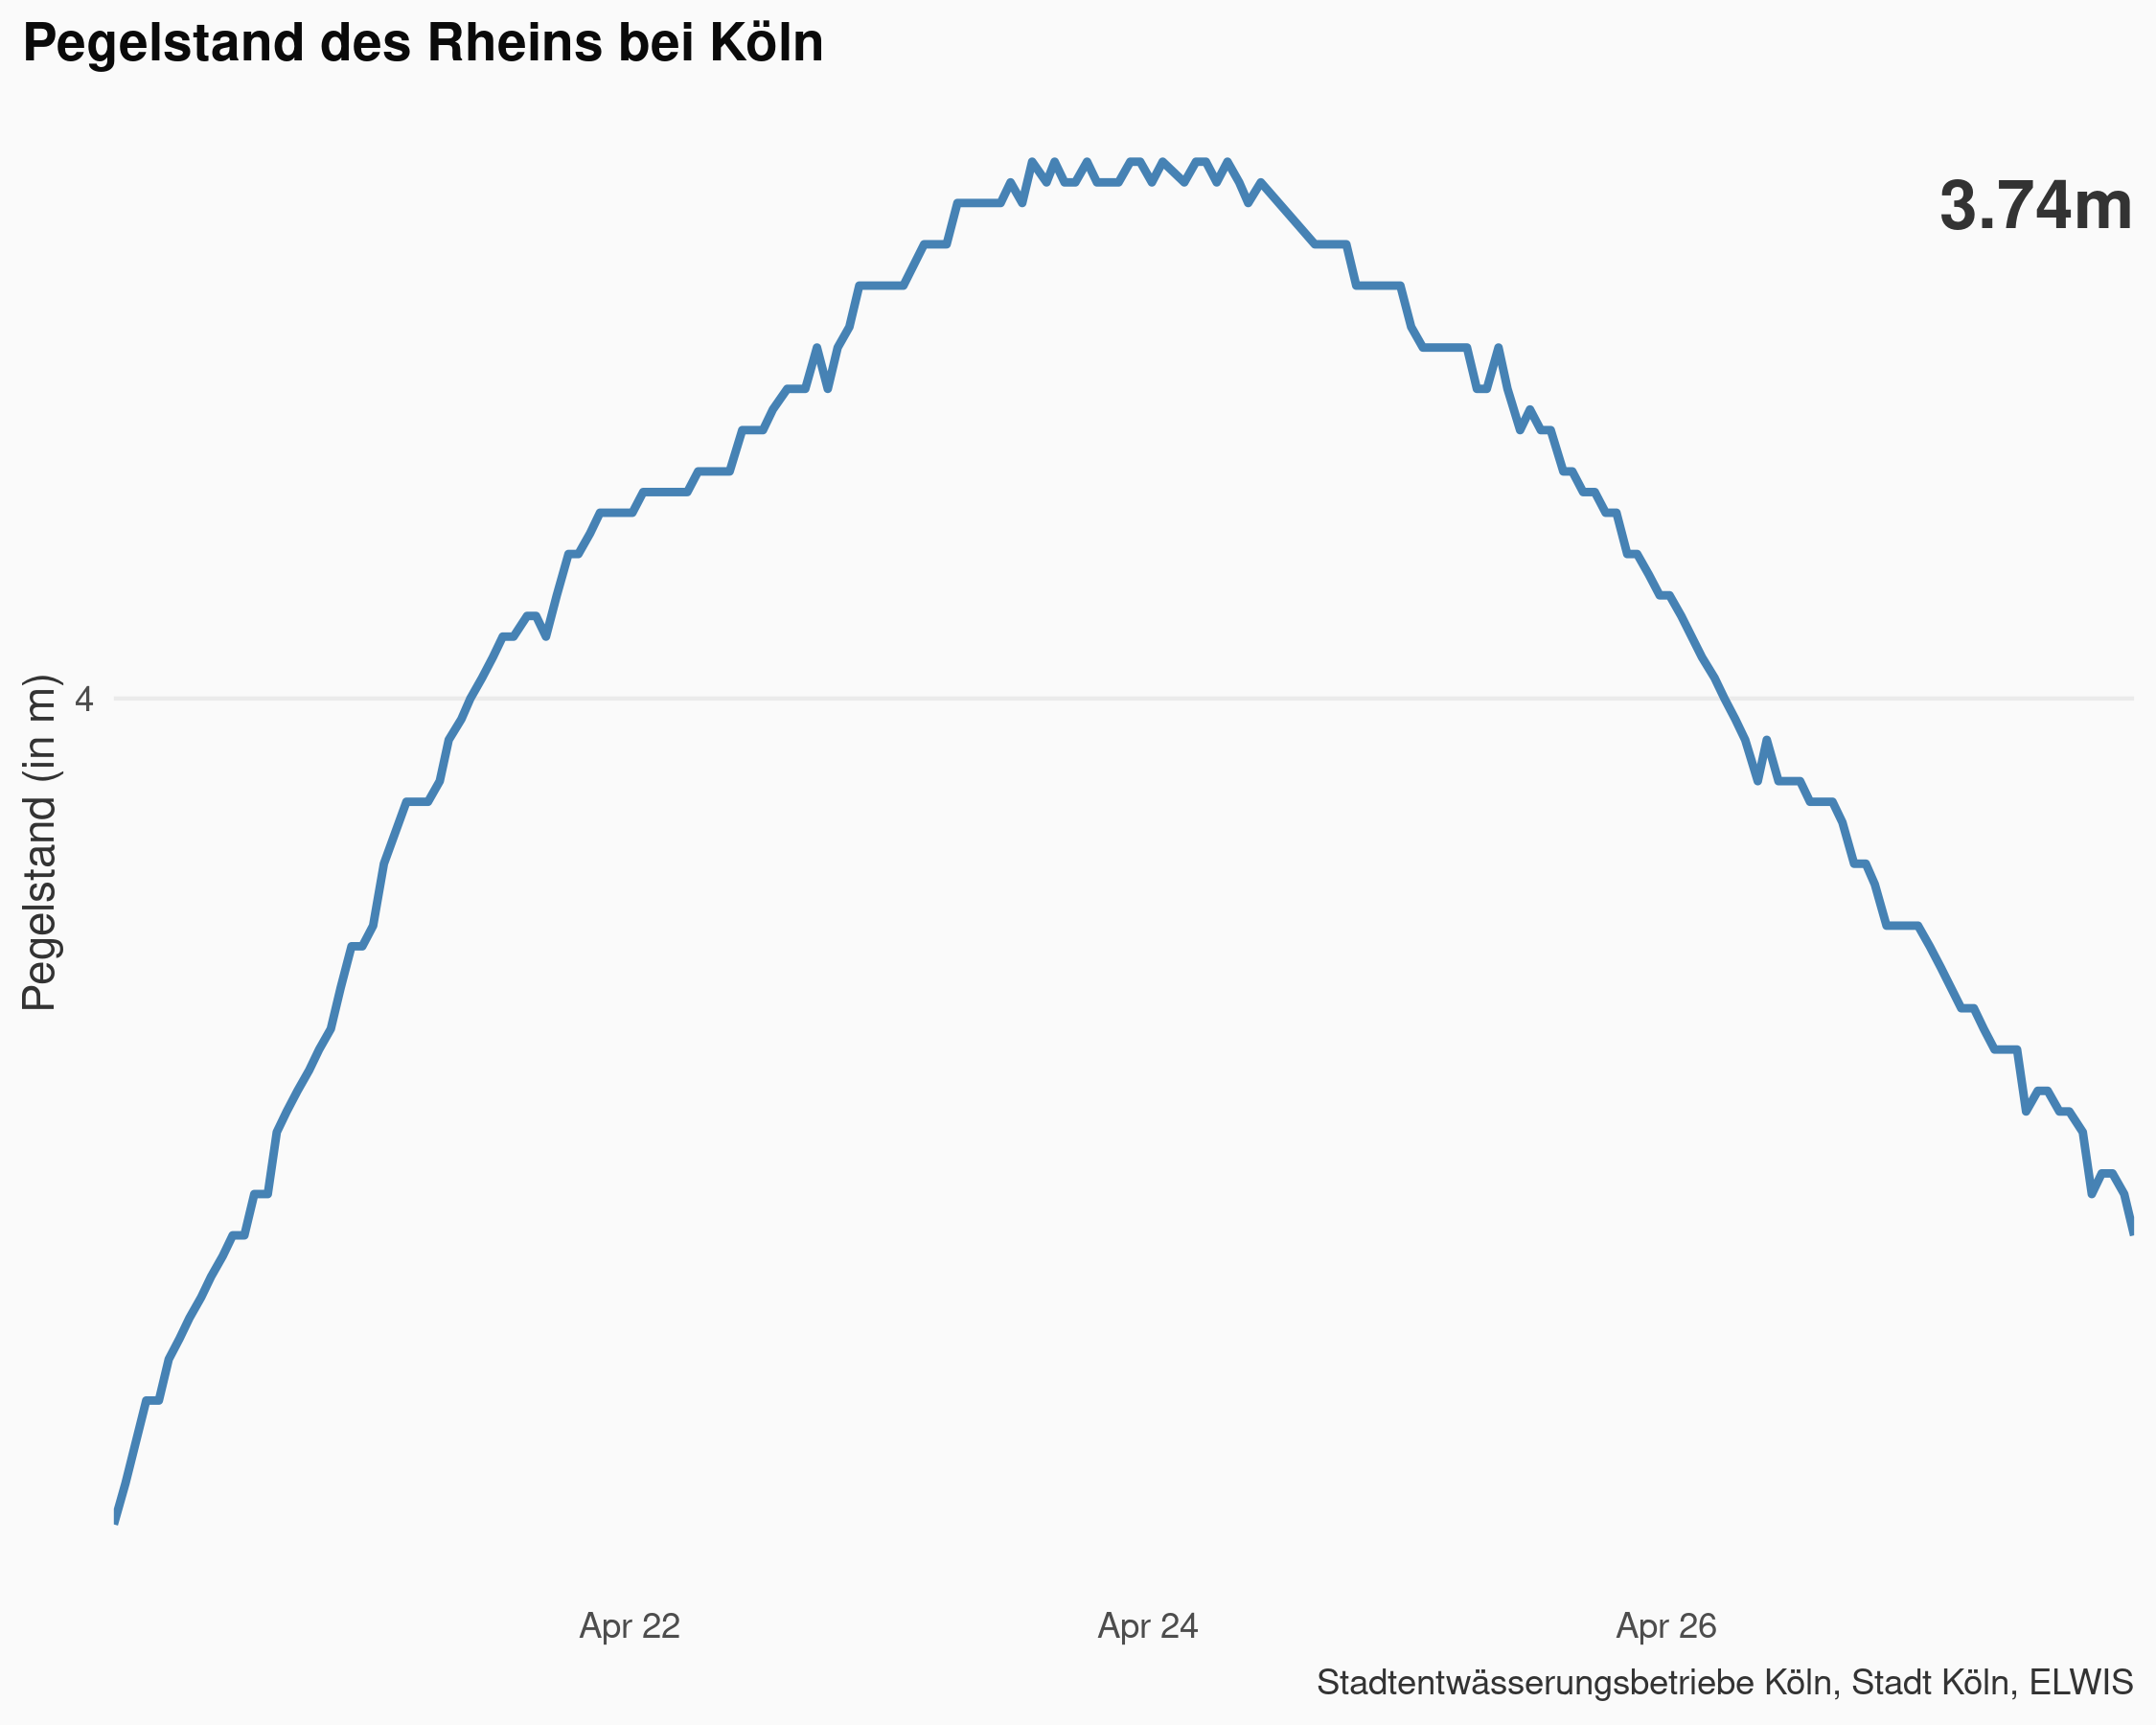 Pegelstand des Rheins bei Köln
3.74m
Pegelstand (in m)
4
Apr 22
Apr 24
Apr 26
Stadtentwässerungsbetriebe Köln, Stadt Köln, ELWIS